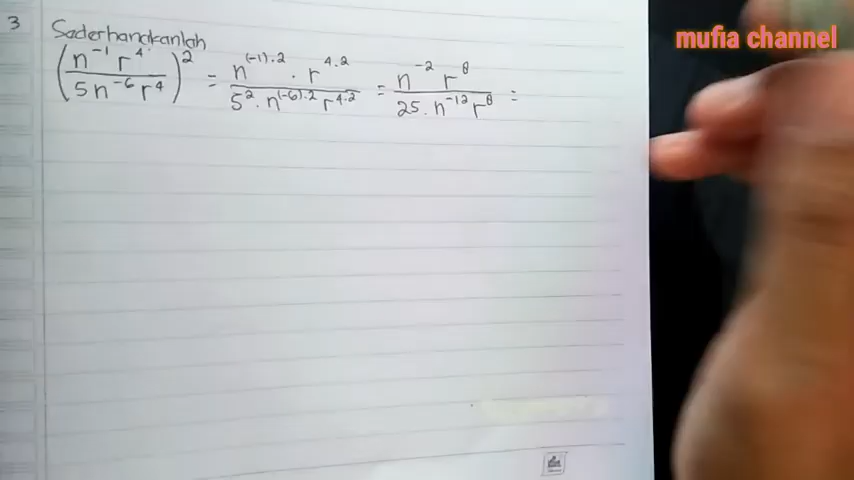 mufia channel
3 Saderhanakanlah
(n⁻¹ r⁴ / 5n⁻⁶ r⁴)² = n⁽⁻¹⁾·² · r⁴·² / 5² · n⁽⁻⁶⁾·² r⁴·² = n⁻² r⁸ / 25 · n⁻¹² r⁸ =